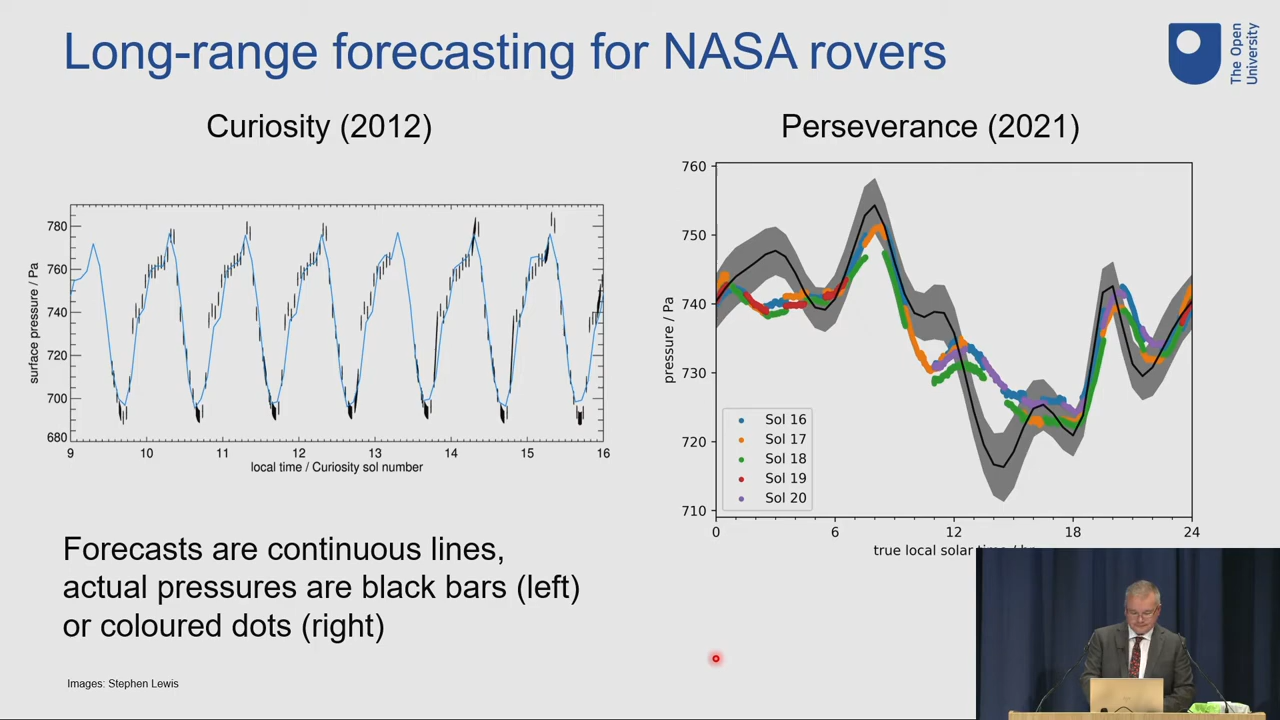 Long-range forecasting for NASA rovers
The Open
University
Curiosity (2012)
Perseverance (2021)
surface pressure / Pa
780
760
740
720
700
680
9 10 11 12 13 14 15 16
local time / Curiosity sol number
pressure / Pa
760
750
740
730
720
710
Sol 16
Sol 17
Sol 18
Sol 19
Sol 20
0 6 12 18 24
true local solar
Forecasts are continuous lines,
actual pressures are black bars (left)
or coloured dots (right)
Images: Stephen Lewis